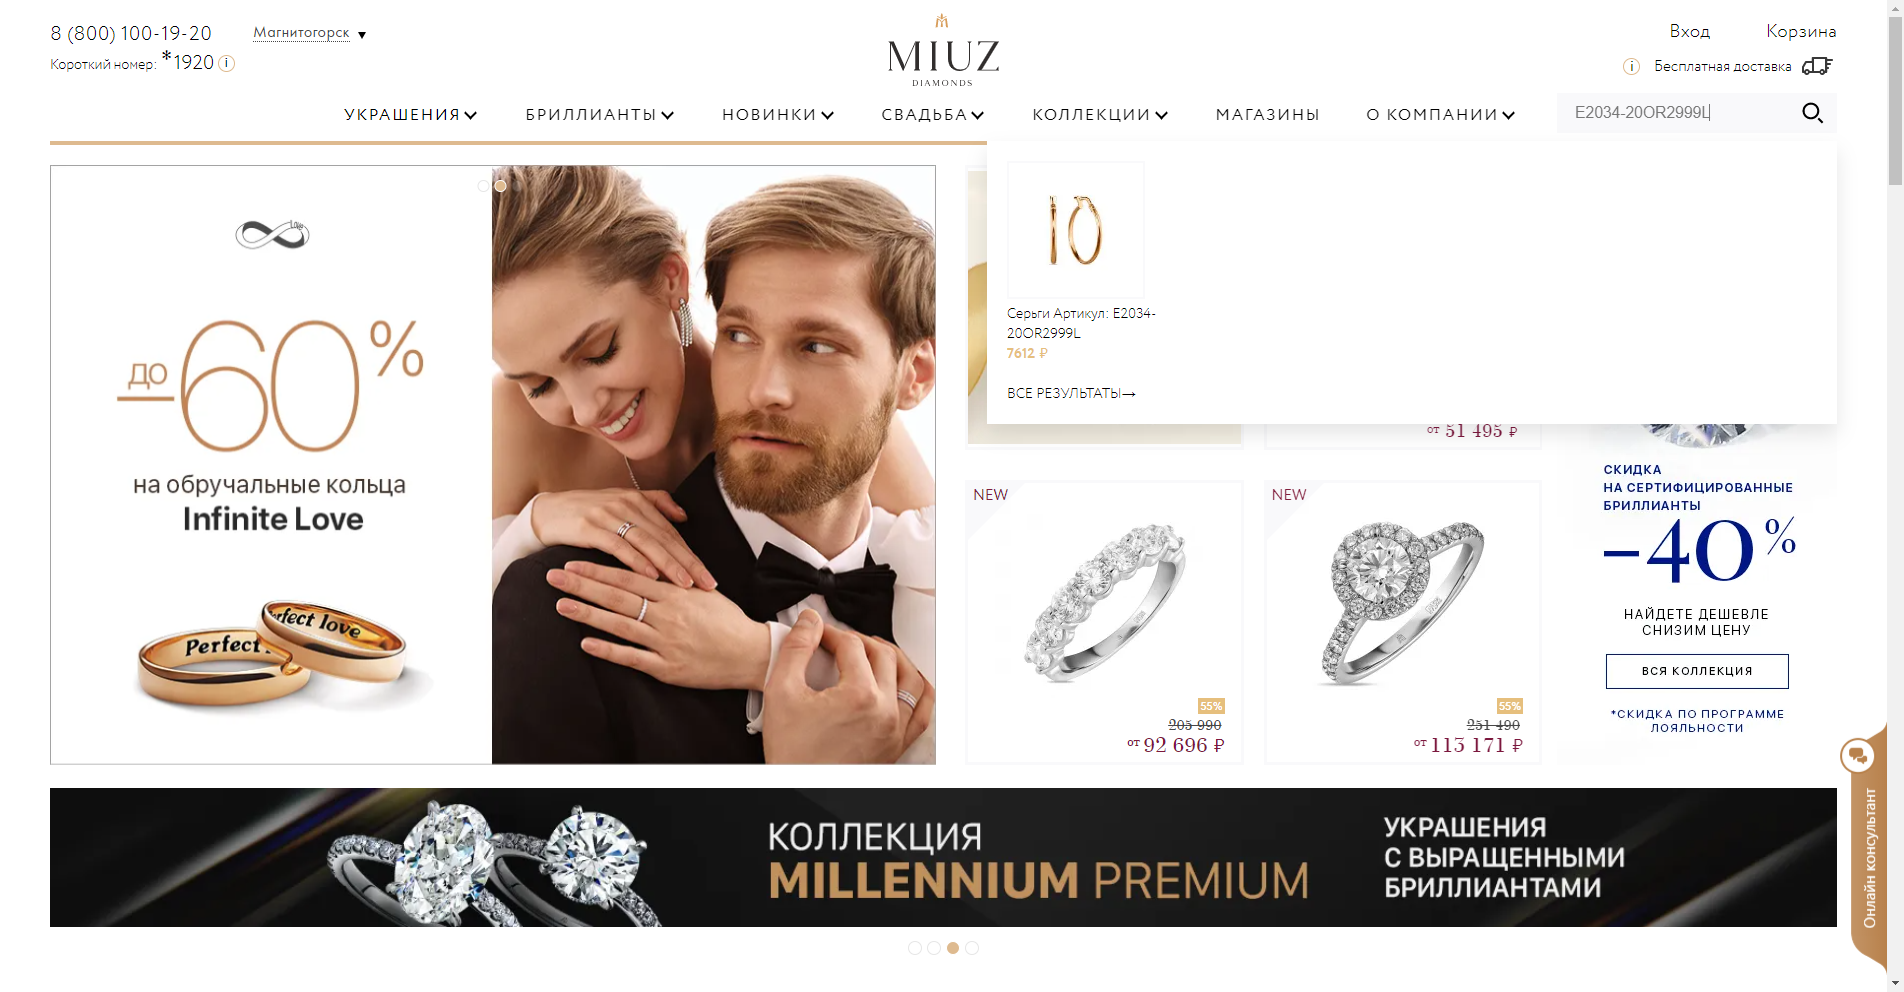 8 (800) 100-19-20
Магнитогорск ▼
Короткий номер: *1920 i
MIUZ
DIAMONDS
Вход
Корзина
i Бесплатная доставка
УКРАШЕНИЯ
БРИЛЛИАНТЫ
НОВИНКИ
СВАДЬБА
КОЛЛЕКЦИИ
МАГАЗИНЫ
О КОМПАНИИ
E2034-20OR2999L
Love
до
60%
на обручальные кольца
Infinite Love
Perfect
rfect love
Серьги Артикул: E2034-
20OR2999L
7612 ₽
ВСЕ РЕЗУЛЬТАТЫ→
от 51 495 ₽
NEW
55%
205 990
от 92 696 ₽
NEW
55%
251 490
от 113 171 ₽
СКИДКА
НА СЕРТИФИЦИРОВАННЫЕ
БРИЛЛИАНТЫ
−40%
НАЙДЕТЕ ДЕШЕВЛЕ
СНИЗИМ ЦЕНУ
ВСЯ КОЛЛЕКЦИЯ
*СКИДКА ПО ПРОГРАММЕ
ЛОЯЛЬНОСТИ
Онлайн консультант
КОЛЛЕКЦИЯ
MILLENNIUM PREMIUM
УКРАШЕНИЯ
С ВЫРАЩЕННЫМИ
БРИЛЛИАНТАМИ